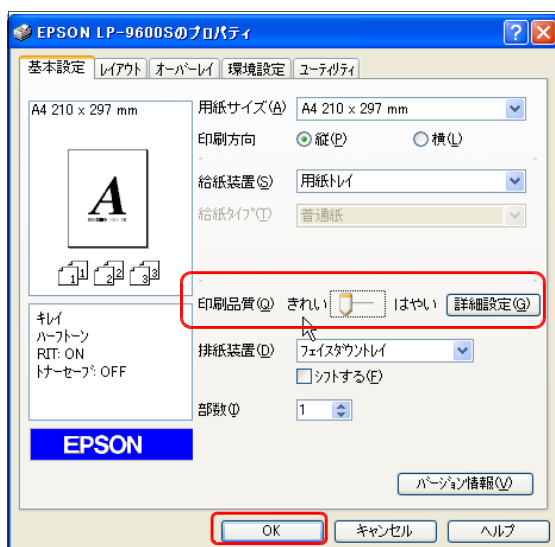 EPSON LP-9600Sのプロパティ
基本設定 レイアウト オーバーレイ 環境設定 ユーティリティ
A4 210 x 297 mm
用紙サイズ(A) A4 210 x 297 mm
印刷方向 縦(P) 横(L)
給紙装置(S) 用紙トレイ
給紙タイプ(T) 普通紙
A
1 1 2 2 3 3
印刷品質(Q) きれい はやい 詳細設定(G)
キレイ
ハーフトーン
RIT: ON
トナーセーブ: OFF
排紙装置(D) フェイスダウントレイ
シフトする(F)
部数(I) 1
EPSON
バージョン情報(V)
OK キャンセル ヘルプ